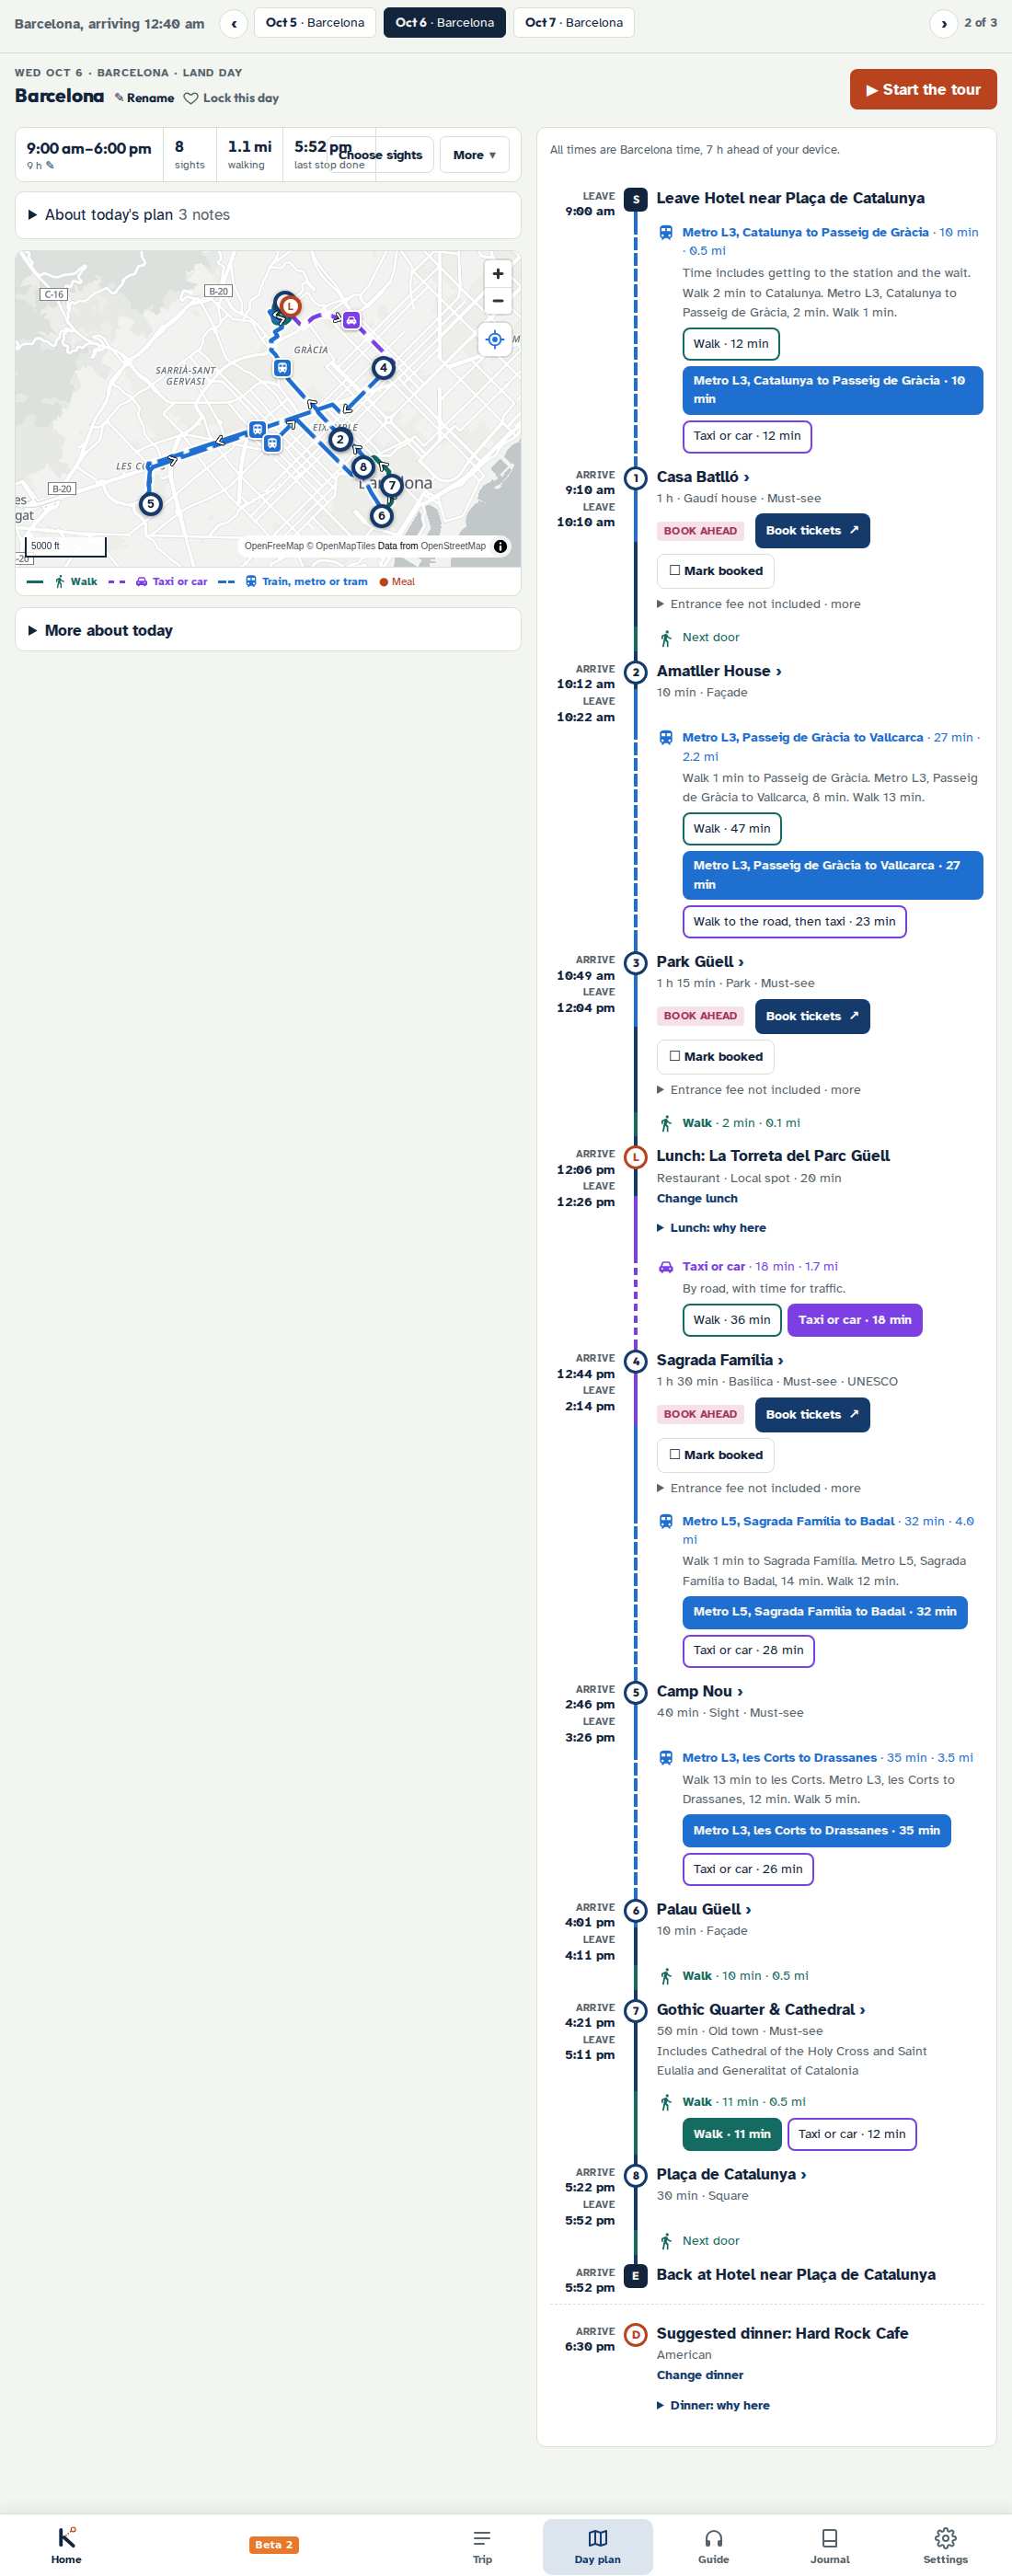 Barcelona, arriving 12:40 am
‹
Oct 5 · Barcelona
Oct 6 · Barcelona
Oct 7 · Barcelona
›
2 of 3
WED OCT 6 · BARCELONA · LAND DAY
Barcelona
✎ Rename
Lock this day
▶ Start the tour
9:00 am–6:00 pm
9 h ✎
8
sights
1.1 mi
walking
5:52 pm
last stop done
Choose sights
More ▾
▶ About today's plan 3 notes
C-16
B-20
GRÀCIA
SARRIÀ-SANT
GERVASI
L
4
2
8
7
6
5
B-20
es
gat
+
−
M
5000 ft
OpenFreeMap © OpenMapTiles Data from OpenStreetMap
Walk
Taxi or car
Train, metro or tram
Meal
▶ More about today
All times are Barcelona time, 7 h ahead of your device.
LEAVE
9:00 am
S
Leave Hotel near Plaça de Catalunya
Metro L3, Catalunya to Passeig de Gràcia · 10 min
· 0.5 mi
Time includes getting to the station and the wait.
Walk 2 min to Catalunya. Metro L3, Catalunya to
Passeig de Gràcia, 2 min. Walk 1 min.
Walk · 12 min
Metro L3, Catalunya to Passeig de Gràcia · 10
min
Taxi or car · 12 min
ARRIVE
9:10 am
LEAVE
10:10 am
1
Casa Batlló ›
1 h · Gaudí house · Must-see
BOOK AHEAD
Book tickets ↗
☐ Mark booked
▶ Entrance fee not included · more
Next door
ARRIVE
10:12 am
LEAVE
10:22 am
2
Amatller House ›
10 min · Façade
Metro L3, Passeig de Gràcia to Vallcarca · 27 min ·
2.2 mi
Walk 1 min to Passeig de Gràcia. Metro L3, Passeig
de Gràcia to Vallcarca, 8 min. Walk 13 min.
Walk · 47 min
Metro L3, Passeig de Gràcia to Vallcarca · 27
min
Walk to the road, then taxi · 23 min
ARRIVE
10:49 am
LEAVE
12:04 pm
3
Park Güell ›
1 h 15 min · Park · Must-see
BOOK AHEAD
Book tickets ↗
☐ Mark booked
▶ Entrance fee not included · more
Walk · 2 min · 0.1 mi
ARRIVE
12:06 pm
LEAVE
12:26 pm
L
Lunch: La Torreta del Parc Güell
Restaurant · Local spot · 20 min
Change lunch
▶ Lunch: why here
Taxi or car · 18 min · 1.7 mi
By road, with time for traffic.
Walk · 36 min
Taxi or car · 18 min
ARRIVE
12:44 pm
LEAVE
2:14 pm
4
Sagrada Família ›
1 h 30 min · Basilica · Must-see · UNESCO
BOOK AHEAD
Book tickets ↗
☐ Mark booked
▶ Entrance fee not included · more
Metro L5, Sagrada Família to Badal · 32 min · 4.0
mi
Walk 1 min to Sagrada Família. Metro L5, Sagrada
Família to Badal, 14 min. Walk 12 min.
Metro L5, Sagrada Família to Badal · 32 min
Taxi or car · 28 min
ARRIVE
2:46 pm
LEAVE
3:26 pm
5
Camp Nou ›
40 min · Sight · Must-see
Metro L3, les Corts to Drassanes · 35 min · 3.5 mi
Walk 13 min to les Corts. Metro L3, les Corts to
Drassanes, 12 min. Walk 5 min.
Metro L3, les Corts to Drassanes · 35 min
Taxi or car · 26 min
ARRIVE
4:01 pm
LEAVE
4:11 pm
6
Palau Güell ›
10 min · Façade
Walk · 10 min · 0.5 mi
ARRIVE
4:21 pm
LEAVE
5:11 pm
7
Gothic Quarter & Cathedral ›
50 min · Old town · Must-see
Includes Cathedral of the Holy Cross and Saint
Eulalia and Generalitat of Catalonia
Walk · 11 min · 0.5 mi
Walk · 11 min
Taxi or car · 12 min
ARRIVE
5:22 pm
LEAVE
5:52 pm
8
Plaça de Catalunya ›
30 min · Square
Next door
ARRIVE
5:52 pm
E
Back at Hotel near Plaça de Catalunya
ARRIVE
6:30 pm
D
Suggested dinner: Hard Rock Cafe
American
Change dinner
▶ Dinner: why here
Home
Beta 2
Trip
Day plan
Guide
Journal
Settings